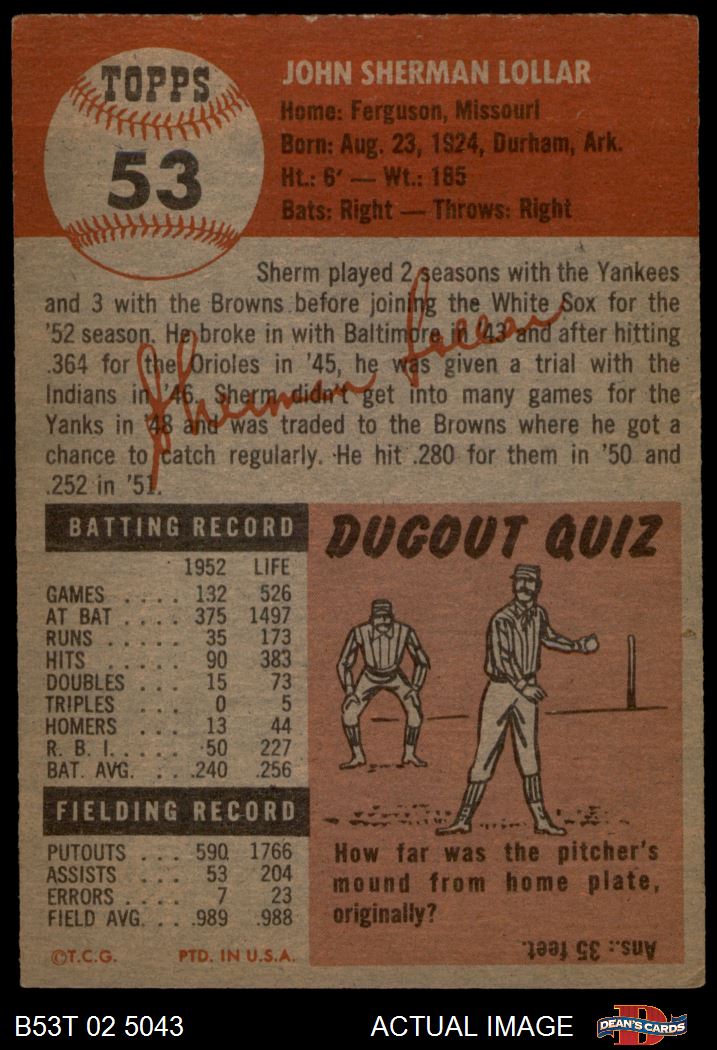 TOPPS
53
JOHN SHERMAN LOLLAR
Home: Ferguson, Missouri
Born: Aug. 23, 1924, Durham, Ark.
Ht.: 6' — Wt.: 185
Bats: Right — Throws: Right
Sherm played 2 seasons with the Yankees
and 3 with the Browns before joining the White Sox for the
'52 season. He broke in with Baltimore in '43 and after hitting
.364 for the Orioles in '45, he was given a trial with the
Indians in '46. Sherm didn't get into many games for the
Yanks in '48 and was traded to the Browns where he got a
chance to catch regularly. He hit .280 for them in '50 and
.252 in '51.
Sherman Lollar
BATTING RECORD
1952 LIFE
GAMES .... 132 526
AT BAT .... 375 1497
RUNS ..... 35 173
HITS ..... 90 383
DOUBLES ... 15 73
TRIPLES ... 0 5
HOMERS ... 13 44
R. B. I. .... 50 227
BAT. AVG. ... .240 .256
FIELDING RECORD
PUTOUTS ... 590 1766
ASSISTS ... 53 204
ERRORS .... 7 23
FIELD AVG. ... .989 .988
©T.C.G. PTD. IN U.S.A.
DUGOUT QUIZ
How far was the pitcher's
mound from home plate,
originally?
Ans.: 35 feet.
B53T 02 5043
ACTUAL IMAGE
D
DEAN'S CARDS